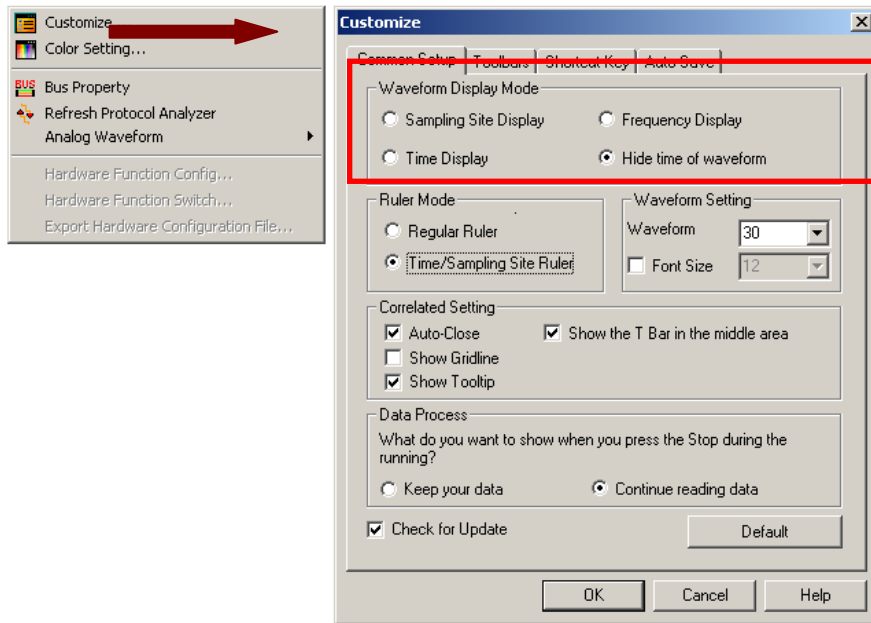 Customize
Color Setting...
BUS
Bus Property
Refresh Protocol Analyzer
Analog Waveform
Hardware Function Config...
Hardware Function Switch...
Export Hardware Configuration File...
Customize
Common Setup Toolbars Shortcut Key Auto Save
Waveform Display Mode
Sampling Site Display Frequency Display
Time Display Hide time of waveform
Ruler Mode
Regular Ruler
Time/Sampling Site Ruler
Waveform Setting
Waveform 30
Font Size 12
Correlated Setting
Auto-Close Show the T Bar in the middle area
Show Gridline
Show Tooltip
Data Process
What do you want to show when you press the Stop during the
running?
Keep your data Continue reading data
Check for Update Default
OK Cancel Help